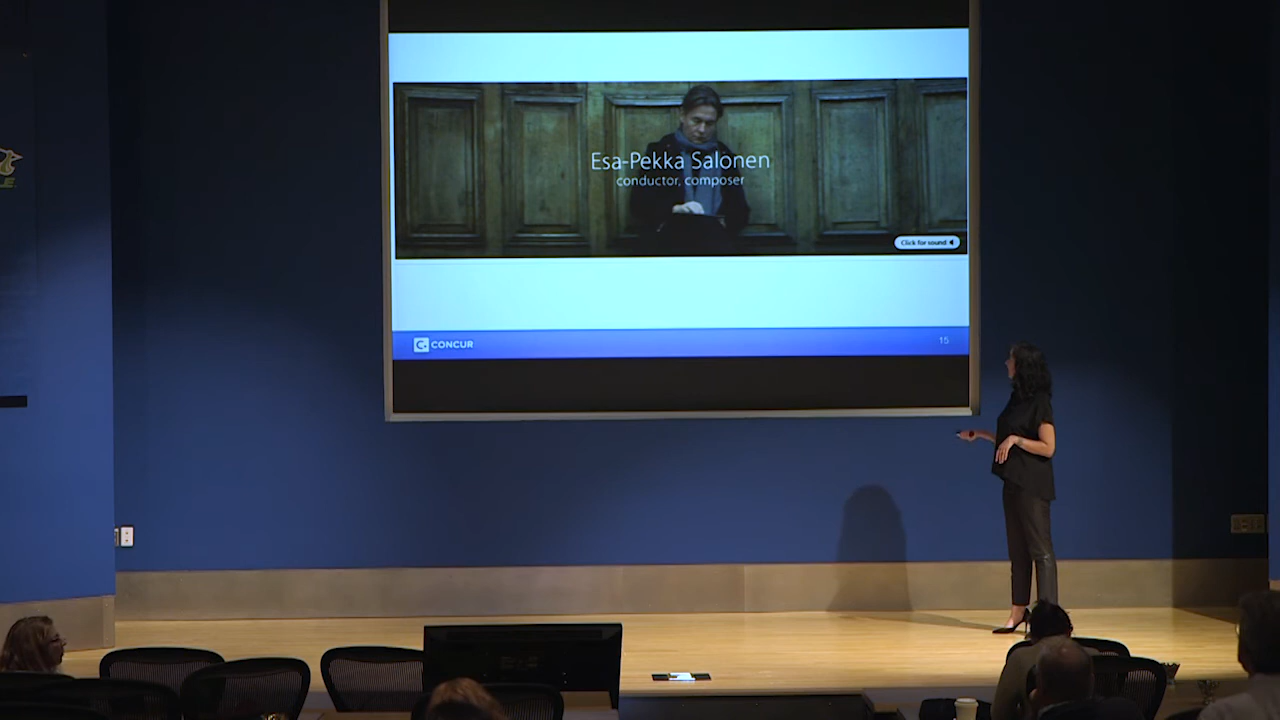 Esa-Pekka Salonen
conductor, composer
Click for sound
CONCUR
15